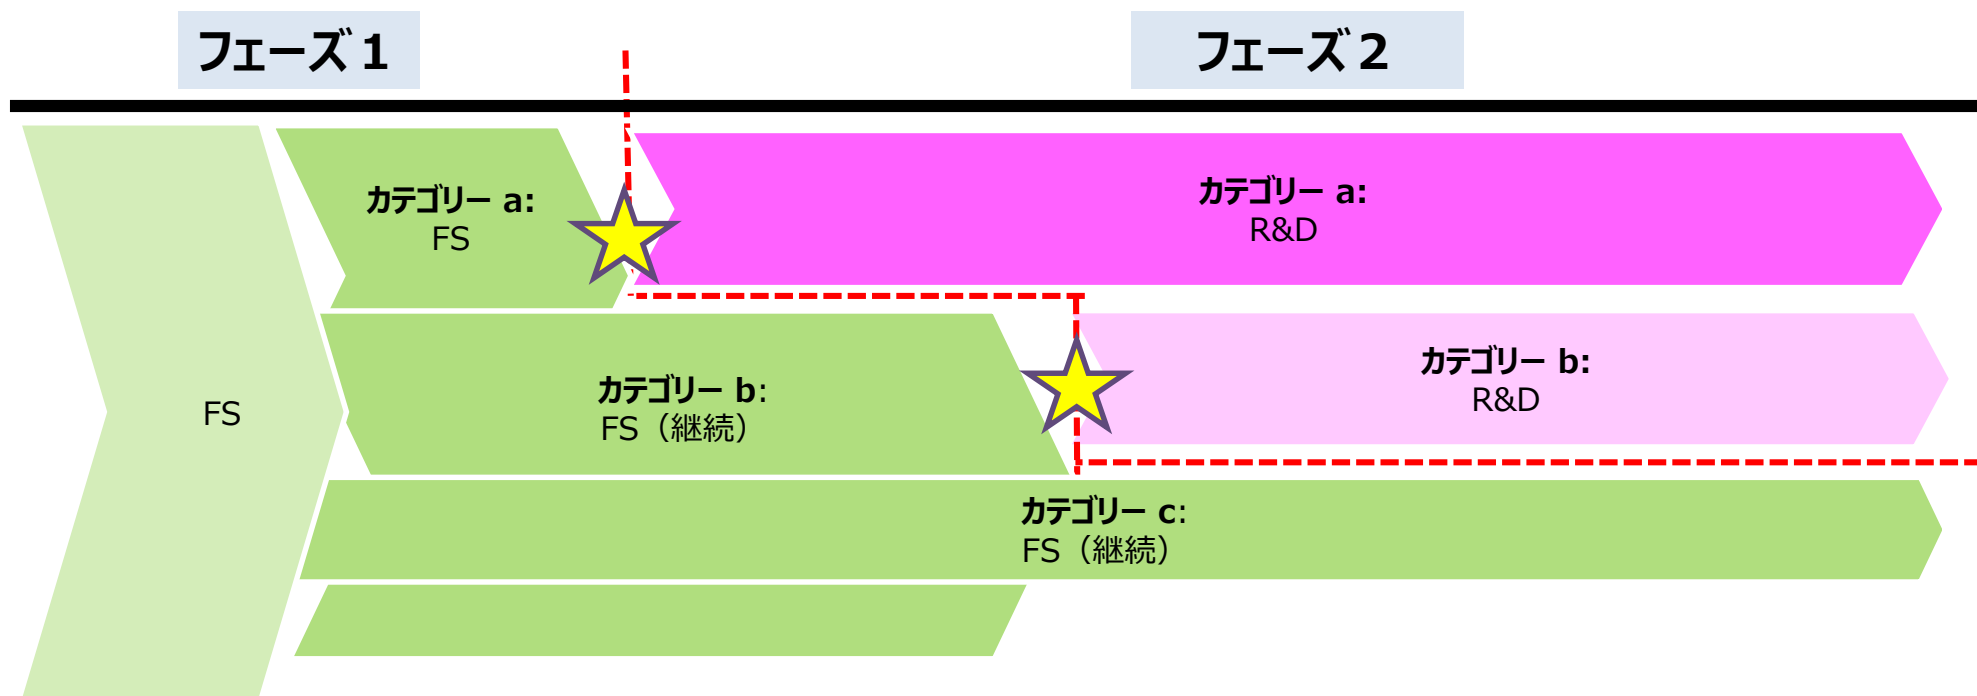 フェーズ１
フェーズ２
カテゴリー a:
FS
カテゴリー a:
R&D
FS
カテゴリー b:
FS（継続）
カテゴリー b:
R&D
カテゴリー c:
FS（継続）